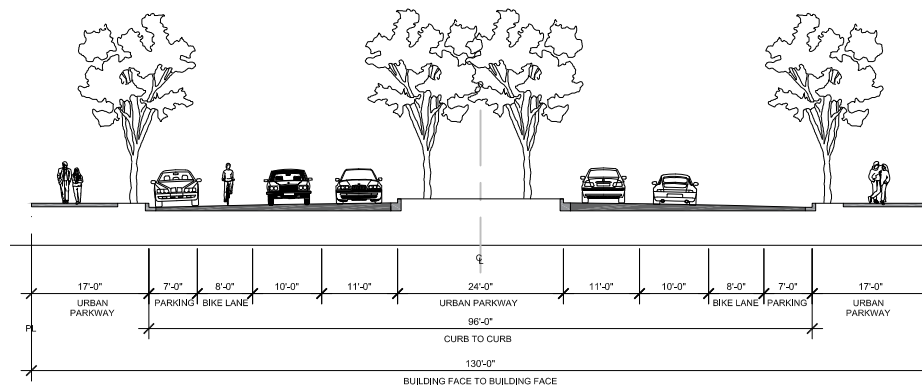 ℄
17'-0" 7'-0" 8'-0" 10'-0" 11'-0" 24'-0" 11'-0" 10'-0" 8'-0" 7'-0" 17'-0"
URBAN PARKING BIKE LANE URBAN PARKWAY BIKE LANE PARKING URBAN
PARKWAY PARKWAY
PL 96'-0"
CURB TO CURB
130'-0"
BUILDING FACE TO BUILDING FACE